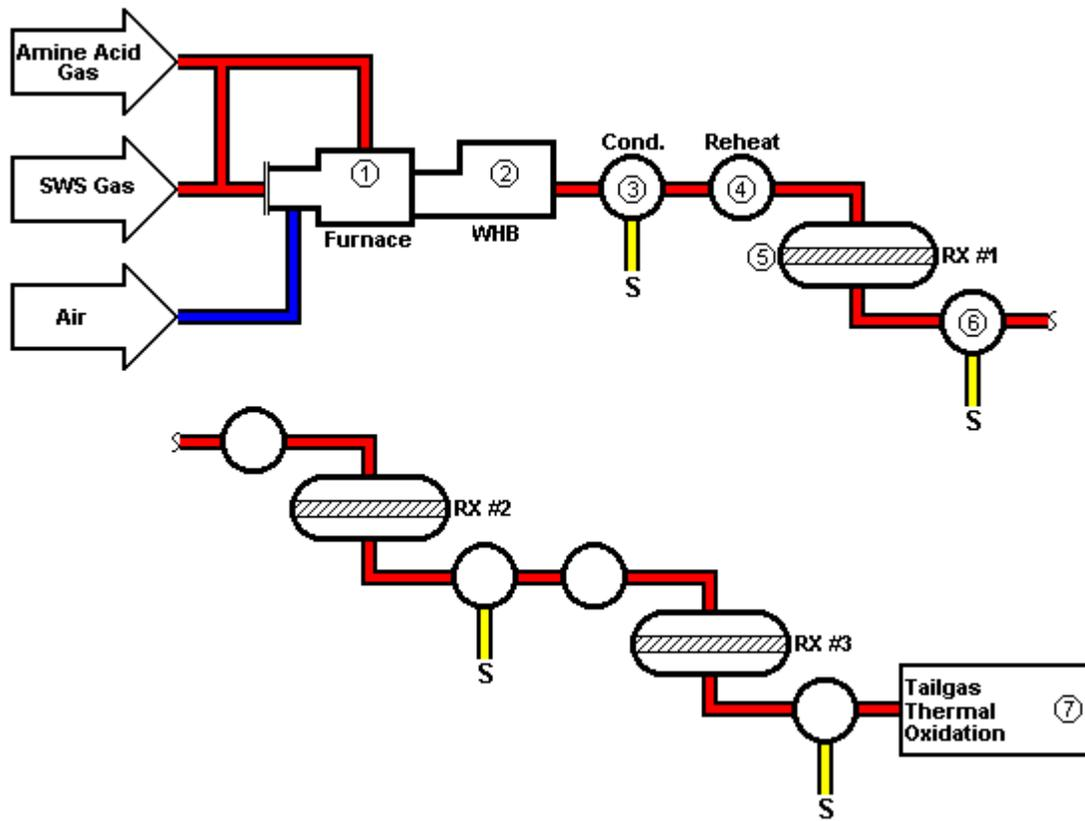 Amine Acid
Gas
SWS Gas
Air
1
Furnace
2
WHB
Cond.
3
S
Reheat
4
5
RX #1
6
S
RX #2
S
RX #3
S
Tailgas
Thermal
Oxidation
7